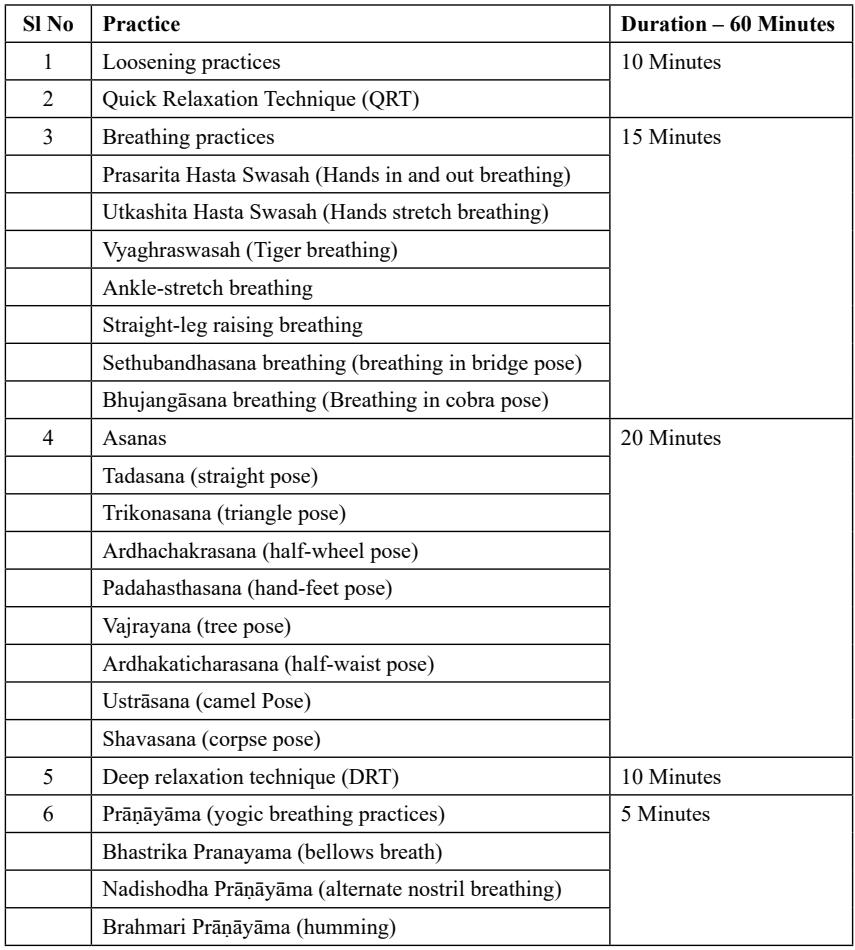 Sl No Practice Duration – 60 Minutes
1 Loosening practices 10 Minutes
2 Quick Relaxation Technique (QRT)
3 Breathing practices 15 Minutes
Prasarita Hasta Swasah (Hands in and out breathing)
Utkashita Hasta Swasah (Hands stretch breathing)
Vyaghraswasah (Tiger breathing)
Ankle-stretch breathing
Straight-leg raising breathing
Sethubandhasana breathing (breathing in bridge pose)
Bhujangāsana breathing (Breathing in cobra pose)
4 Asanas 20 Minutes
Tadasana (straight pose)
Trikonasana (triangle pose)
Ardhachakrasana (half-wheel pose)
Padahasthasana (hand-feet pose)
Vajrayana (tree pose)
Ardhakaticharasana (half-waist pose)
Ustrāsana (camel Pose)
Shavasana (corpse pose)
5 Deep relaxation technique (DRT) 10 Minutes
6 Prāṇāyāma (yogic breathing practices) 5 Minutes
Bhastrika Pranayama (bellows breath)
Nadishodha Prāṇāyāma (alternate nostril breathing)
Brahmari Prāṇāyāma (humming)